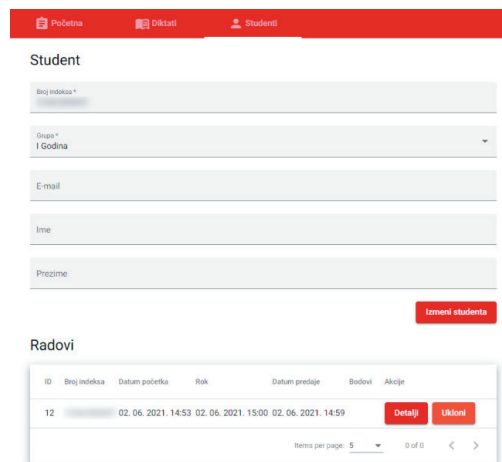 Početna Diktati Studenti
Student
Broj indeksa *
Grupa *
I Godina
E-mail
Ime
Prezime
Izmeni studenta
Radovi
ID Broj indeksa Datum početka Rok Datum predaje Bodovi Akcije
12 02. 06. 2021. 14:53 02. 06. 2021. 15:00 02. 06. 2021. 14:59 Detalji Ukloni
Items per page: 5 0 of 0